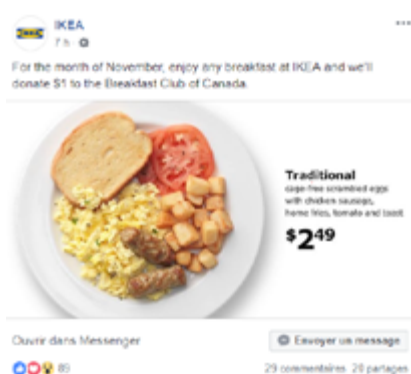 IKEA
7 h
For the month of November, enjoy any breakfast at IKEA and we'll
donate $1 to the Breakfast Club of Canada.
Traditional
cage-free scrambled eggs
with chicken sausage,
home fries, tomato and toast
$2 49
Ouvrir dans Messenger
Envoyer un message
89
29 commentaires 20 partages